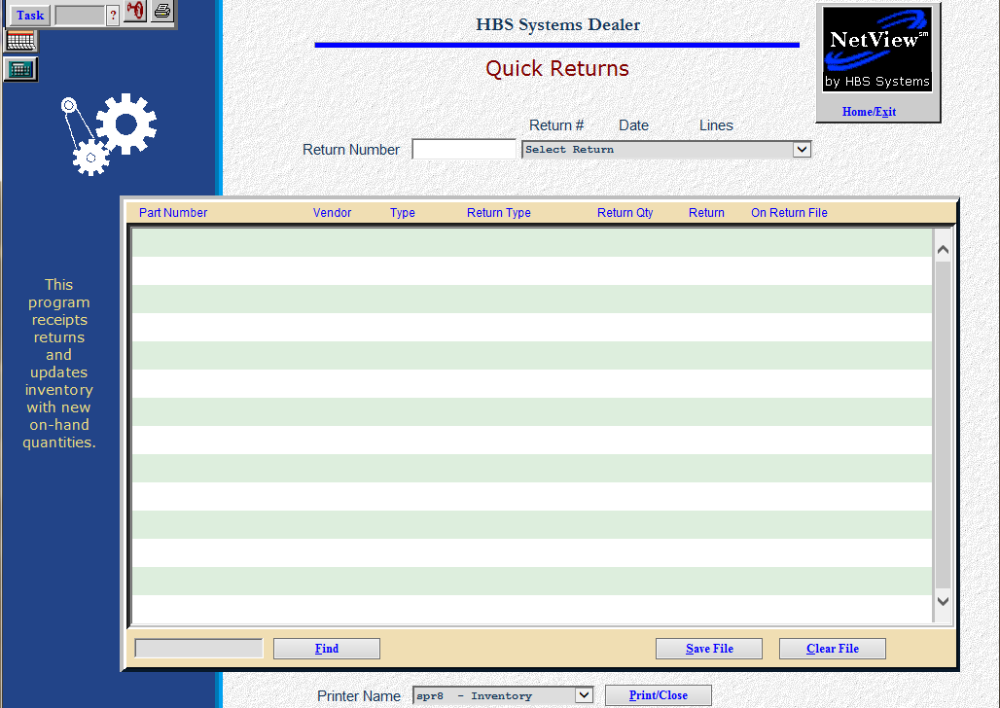 Task ?
HBS Systems Dealer
Quick Returns
NetView℠
by HBS Systems
Home/Exit
Return # Date Lines
Return Number Select Return
Part Number Vendor Type Return Type Return Qty Return On Return File
This
program
receipts
returns
and
updates
inventory
with new
on-hand
quantities.
Find Save File Clear File
Printer Name spr8 - Inventory Print/Close